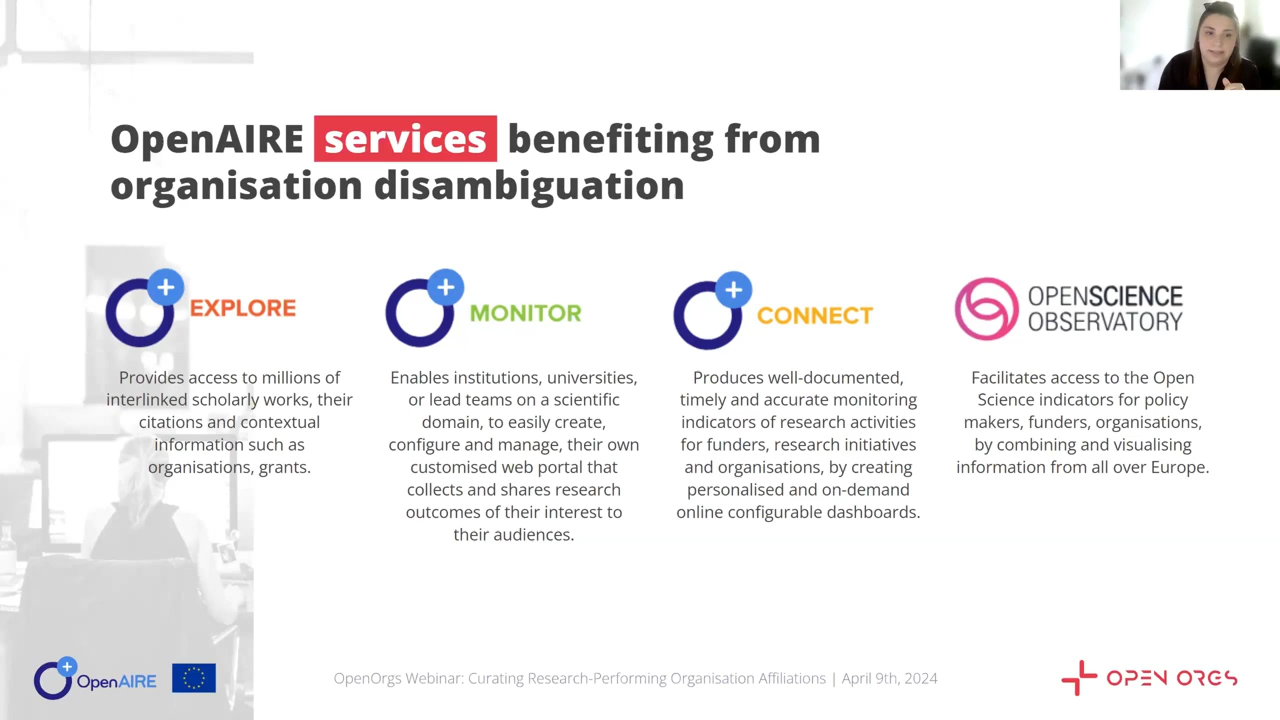 OpenAIRE services benefiting from
organisation disambiguation
EXPLORE
Provides access to millions of
interlinked scholarly works, their
citations and contextual
information such as
organisations, grants.
MONITOR
Enables institutions, universities,
or lead teams on a scientific
domain, to easily create,
configure and manage, their own
customised web portal that
collects and shares research
outcomes of their interest to
their audiences.
CONNECT
Produces well-documented,
timely and accurate monitoring
indicators of research activities
for funders, research initiatives
and organisations, by creating
personalised and on-demand
online configurable dashboards.
OPENSCIENCE
OBSERVATORY
Facilitates access to the Open
Science indicators for policy
makers, funders, organisations,
by combining and visualising
information from all over Europe.
OpenAIRE
OpenOrgs Webinar: Curating Research-Performing Organisation Affiliations | April 9th, 2024
OPEN ORGS